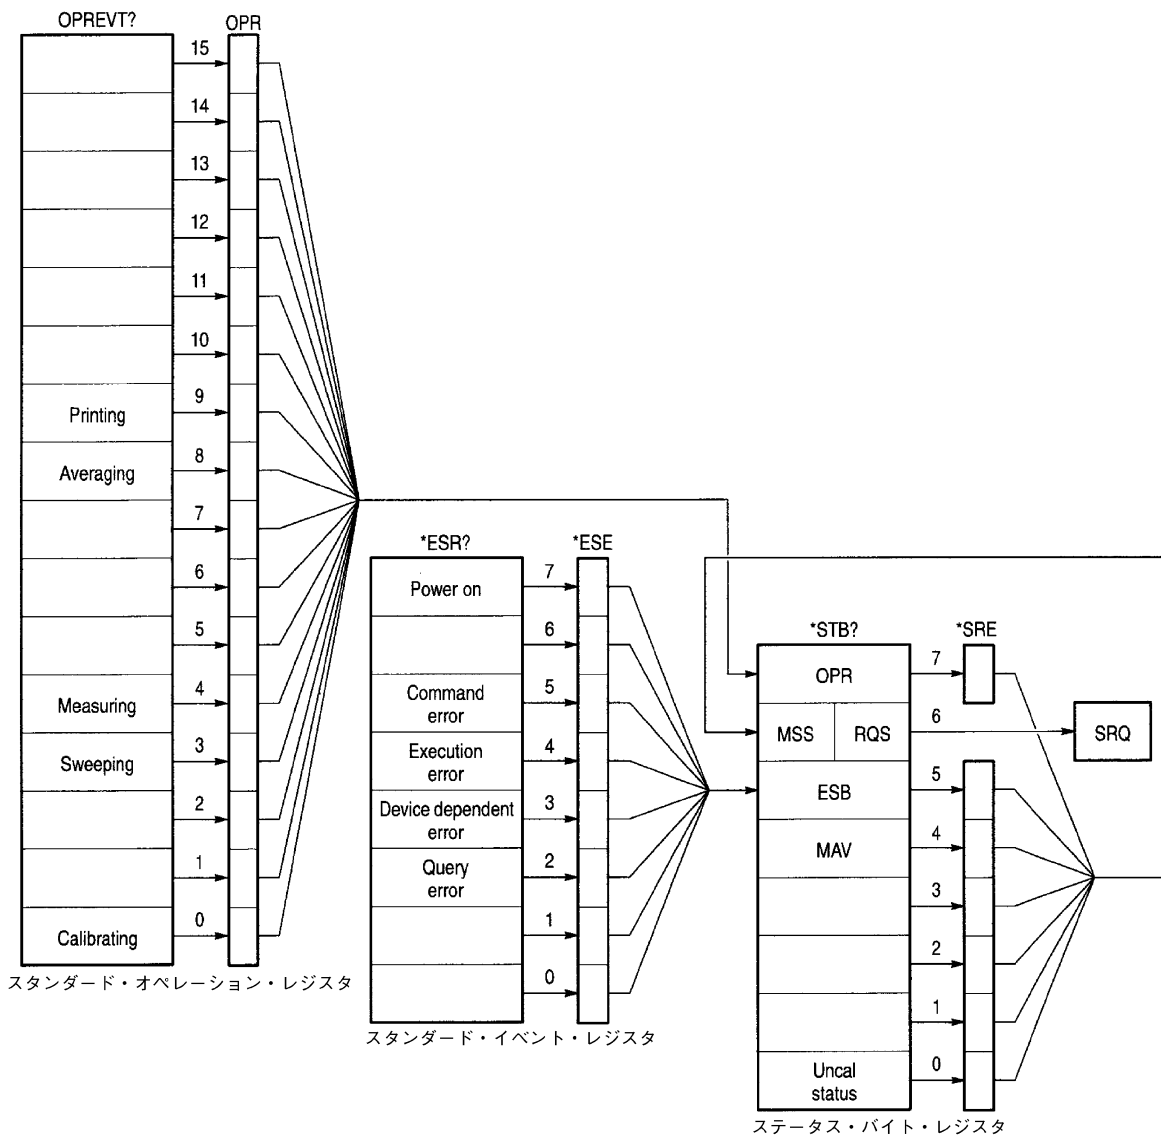 OPREVT?
OPR
15
14
13
12
11
10
Printing
9
Averaging
8
7
6
5
Measuring
4
Sweeping
3
2
1
Calibrating
0
スタンダード・オペレーション・レジスタ
*ESR?
*ESE
Power on
7
6
Command
error
5
Execution
error
4
Device dependent
error
3
Query
error
2
1
0
スタンダード・イベント・レジスタ
*STB?
*SRE
OPR
7
MSS
RQS
6
SRQ
ESB
5
MAV
4
3
2
1
Uncal
status
0
ステータス・バイト・レジスタ